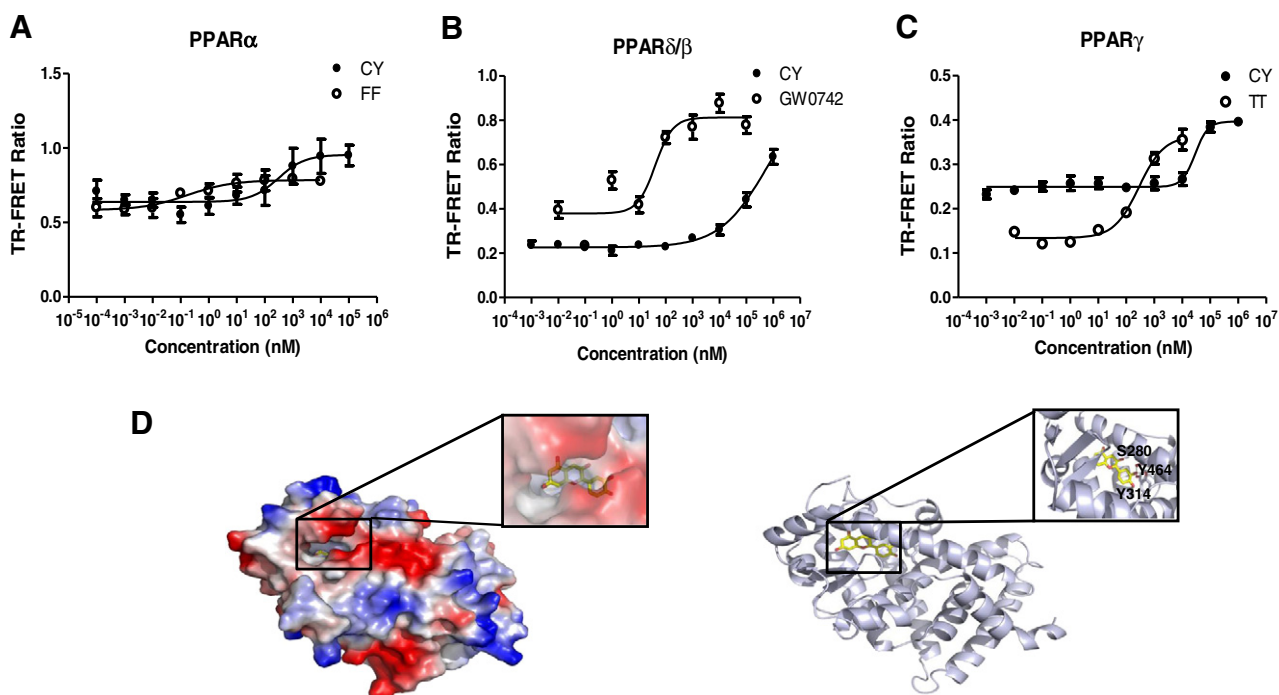 A
PPARα
CY
FF
TR-FRET Ratio
1.5
1.0
0.5
0.0
10-5 10-4 10-3 10-2 10-1 100 101 102 103 104 105 106
Concentration (nM)
B
PPARδ/β
CY
GW0742
TR-FRET Ratio
1.0
0.8
0.6
0.4
0.2
0.0
10-4 10-3 10-2 10-1 100 101 102 103 104 105 106 107
Concentration (nM)
C
PPARγ
CY
TT
TR-FRET Ratio
0.5
0.4
0.3
0.2
0.1
0.0
10-4 10-3 10-2 10-1 100 101 102 103 104 105 106 107
Concentration (nM)
D
S280
Y464
Y314